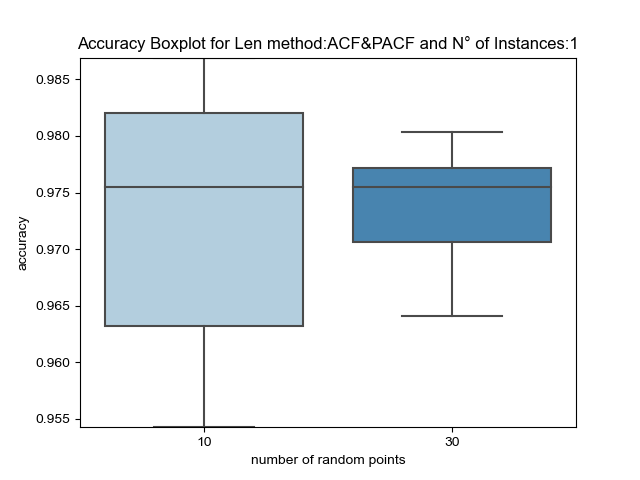 Accuracy Boxplot for Len method:ACF&PACF and N° of Instances:1
0.985
0.980
0.975
0.970
0.965
0.960
0.955
accuracy
10 30
number of random points